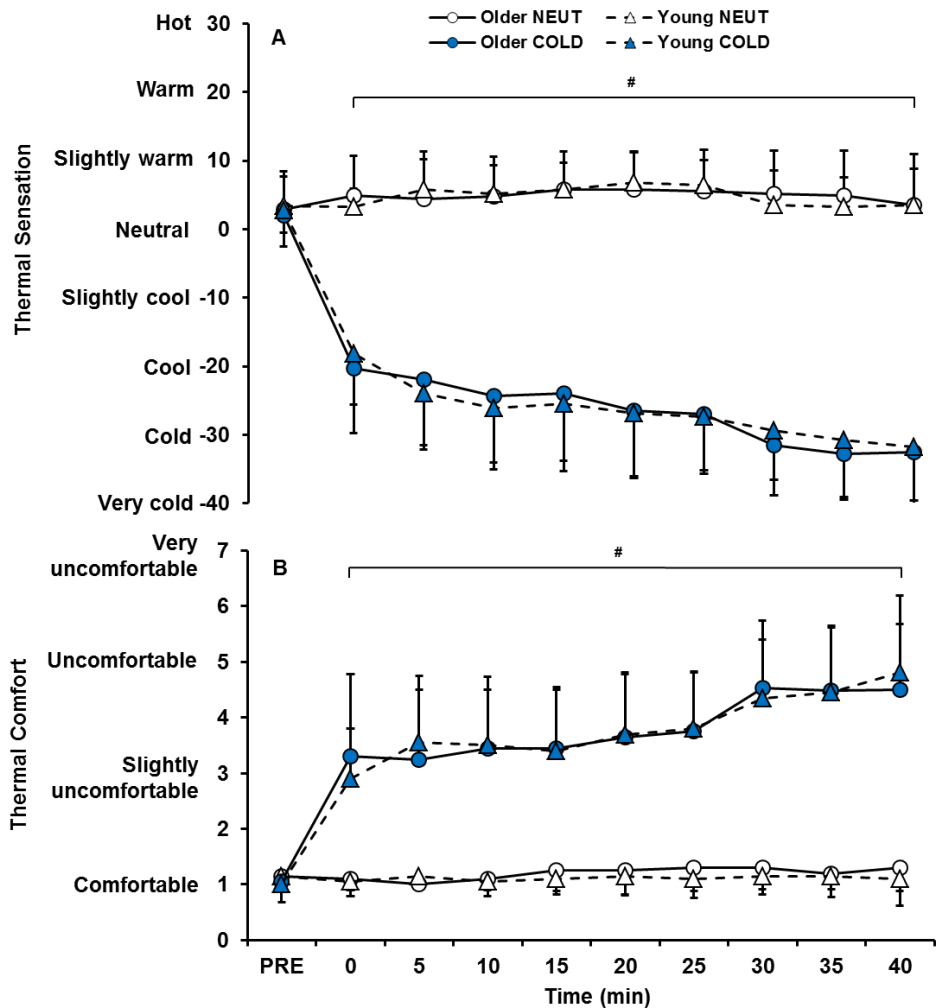 Older NEUT Young NEUT
Older COLD Young COLD
A
#
Thermal Sensation
Hot 30
Warm 20
Slightly warm 10
Neutral 0
Slightly cool -10
Cool -20
Cold -30
Very cold -40
B
#
Thermal Comfort
Very
uncomfortable
7
6
Uncomfortable 5
4
Slightly
uncomfortable
3
2
Comfortable 1
0
PRE 0 5 10 15 20 25 30 35 40
Time (min)